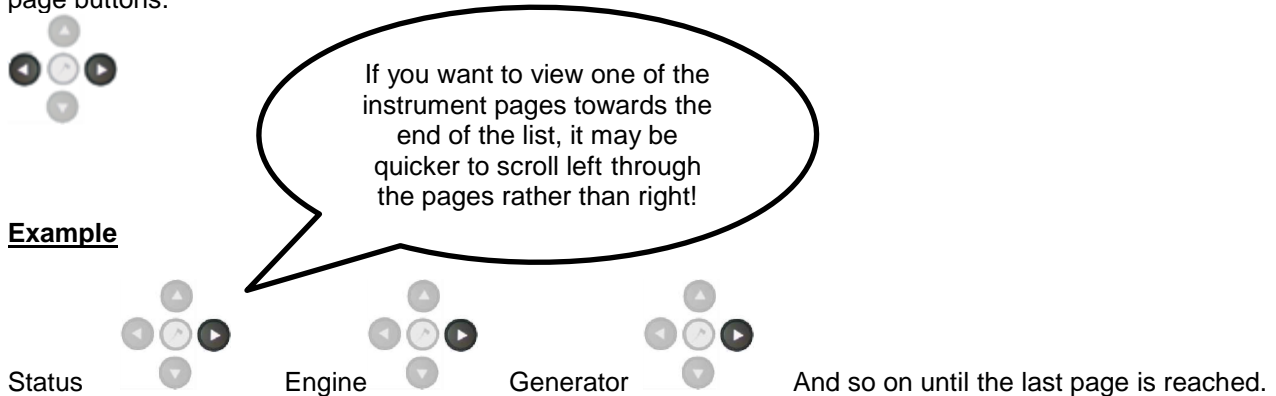 page buttons.
If you want to view one of the
instrument pages towards the
end of the list, it may be
quicker to scroll left through
the pages rather than right!
Example
Status Engine Generator And so on until the last page is reached.